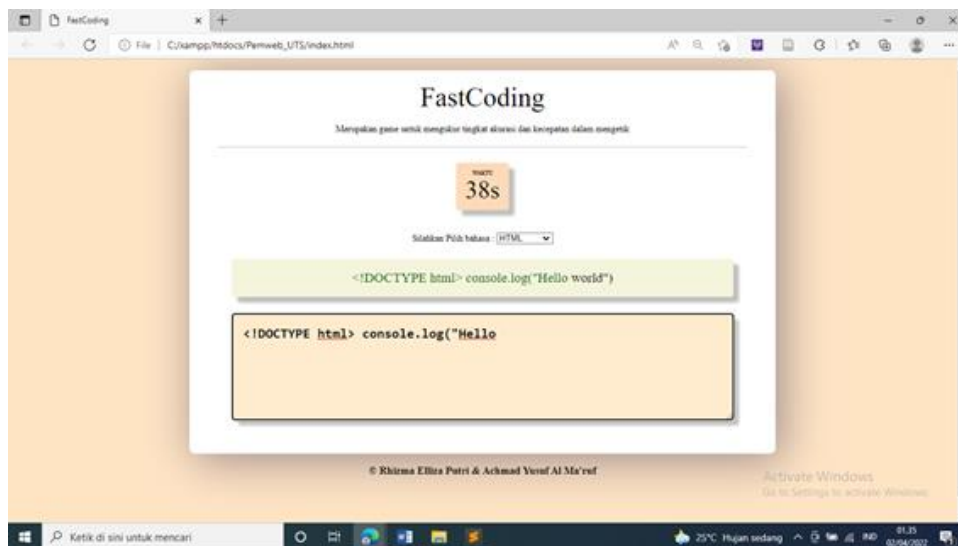 FastCoding
File | C:/xampp/htdocs/Pemweb_UTS/index.html
FastCoding
Merupakan game untuk mengukur tingkat akurasi dan kecepatan dalam mengetik
38s
Silahkan Pilih bahasa : HTML
<!DOCTYPE html> console.log("Hello world")
<!DOCTYPE html> console.log("Hello
© Rhizma Elliza Putri & Achmad Yusuf Al Ma'ruf
Activate Windows
Go to Settings to activate Windows.
Ketik di sini untuk mencari
25°C Hujan sedang
IND
01.35
02/04/2022